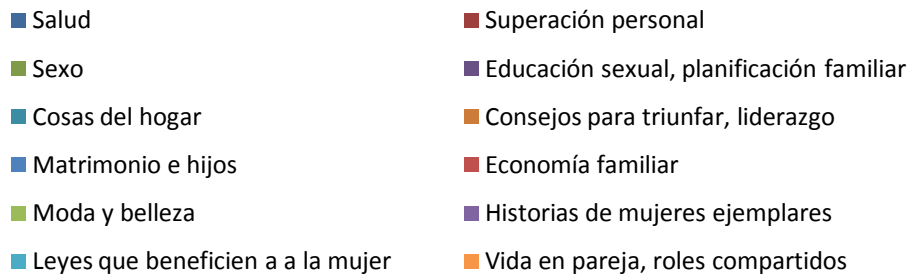 Salud
Superación personal
Sexo
Educación sexual, planificación familiar
Cosas del hogar
Consejos para triunfar, liderazgo
Matrimonio e hijos
Economía familiar
Moda y belleza
Historias de mujeres ejemplares
Leyes que beneficien a a la mujer
Vida en pareja, roles compartidos